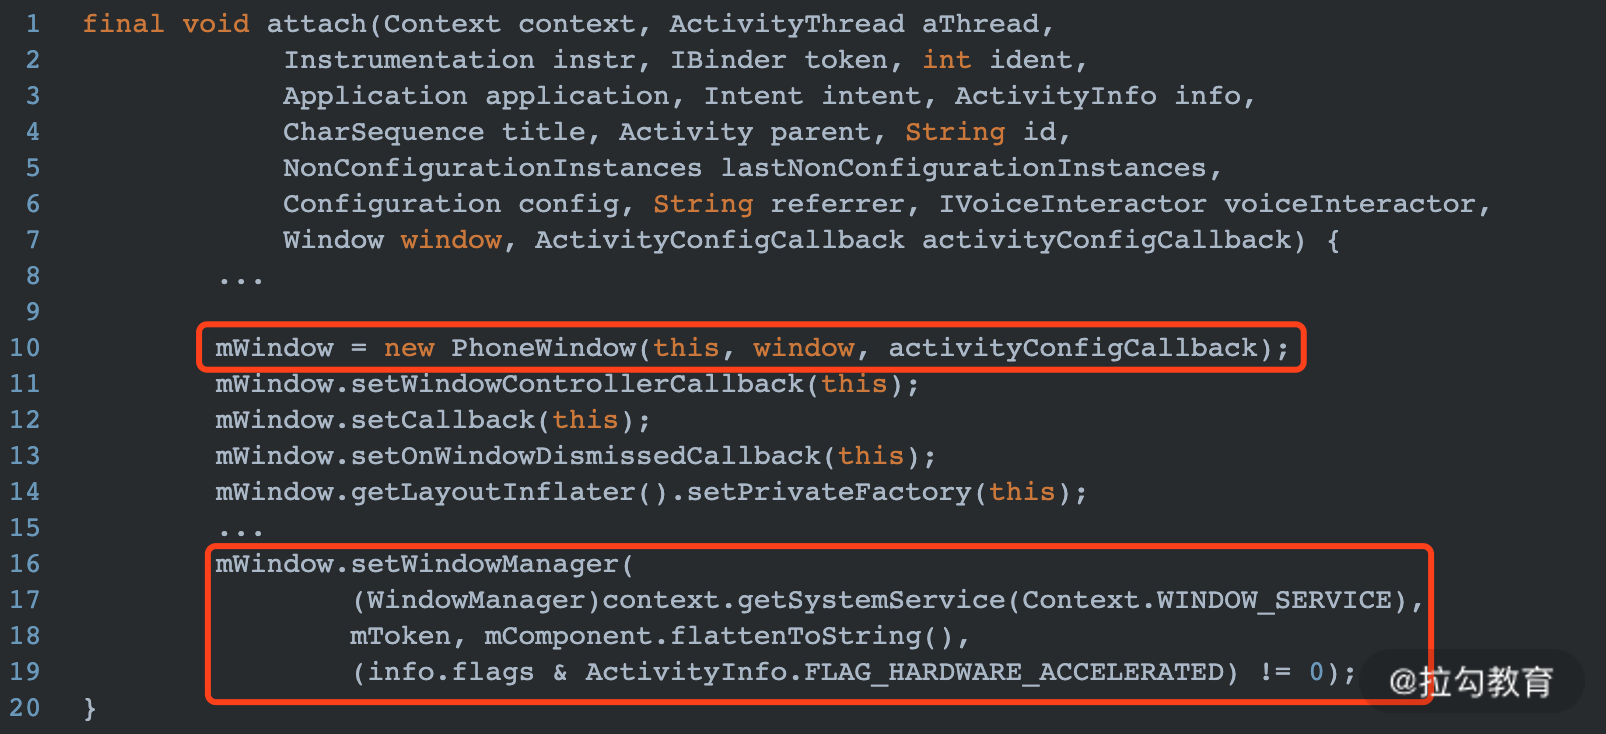 1 final void attach(Context context, ActivityThread aThread,
2 Instrumentation instr, IBinder token, int ident,
3 Application application, Intent intent, ActivityInfo info,
4 CharSequence title, Activity parent, String id,
5 NonConfigurationInstances lastNonConfigurationInstances,
6 Configuration config, String referrer, IVoiceInteractor voiceInteractor,
7 Window window, ActivityConfigCallback activityConfigCallback) {
8 ...
9
10 mWindow = new PhoneWindow(this, window, activityConfigCallback);
11 mWindow.setWindowControllerCallback(this);
12 mWindow.setCallback(this);
13 mWindow.setOnWindowDismissedCallback(this);
14 mWindow.getLayoutInflater().setPrivateFactory(this);
15 ...
16 mWindow.setWindowManager(
17 (WindowManager)context.getSystemService(Context.WINDOW_SERVICE),
18 mToken, mComponent.flattenToString(),
19 (info.flags & ActivityInfo.FLAG_HARDWARE_ACCELERATED) != 0);
20 }
@拉勾教育